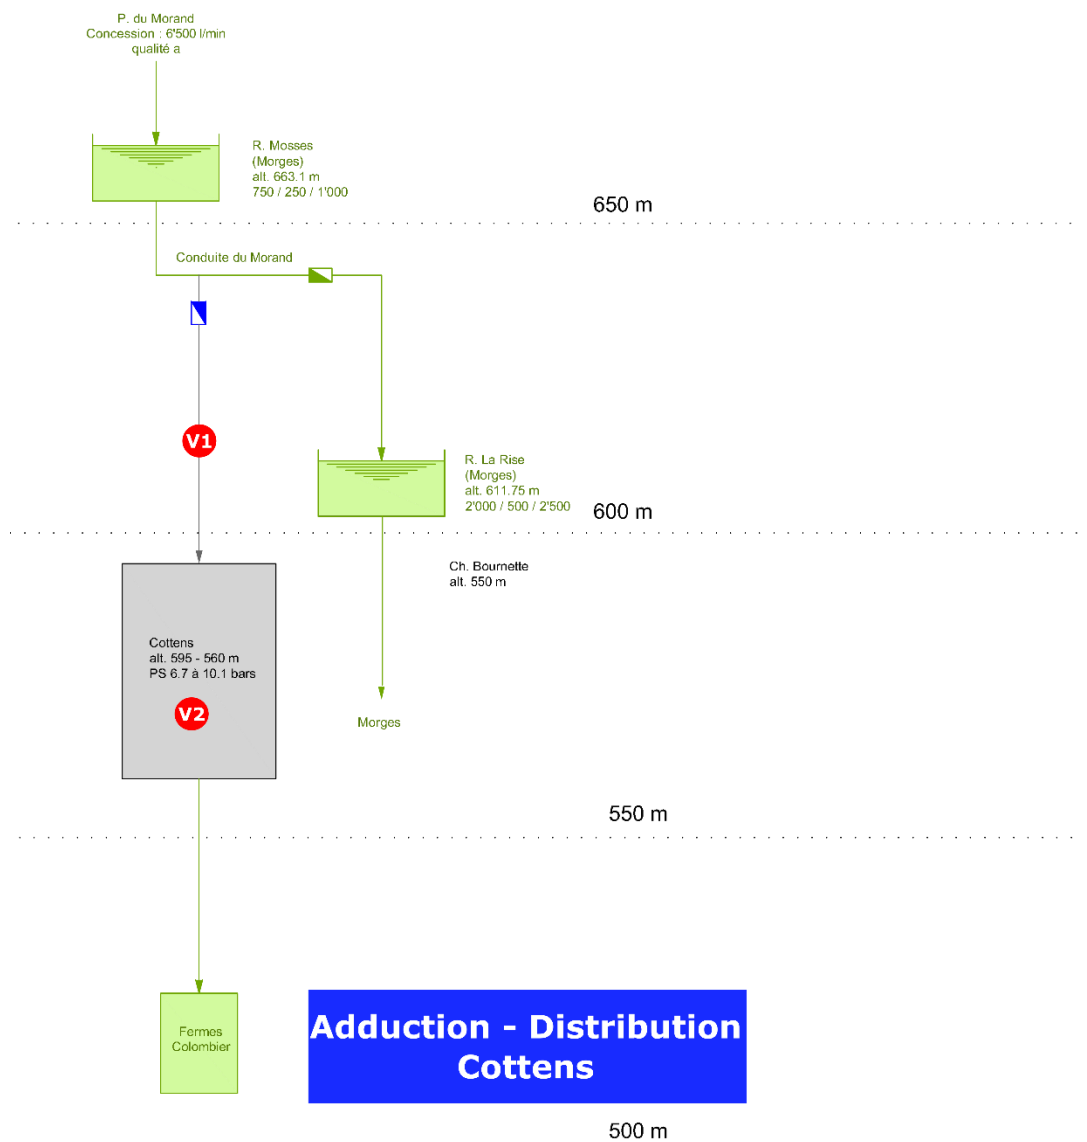 P. du Morand
Concession : 6'500 l/min
qualité a
R. Mosses
(Morges)
alt. 663.1 m
750 / 250 / 1'000
650 m
Conduite du Morand
V1
R. La Rise
(Morges)
alt. 611.75 m
2'000 / 500 / 2'500
600 m
Ch. Bournette
alt. 550 m
Cottens
alt. 595 - 560 m
PS 6.7 à 10.1 bars
V2
Morges
550 m
Fermes
Colombier
Adduction - Distribution
Cottens
500 m